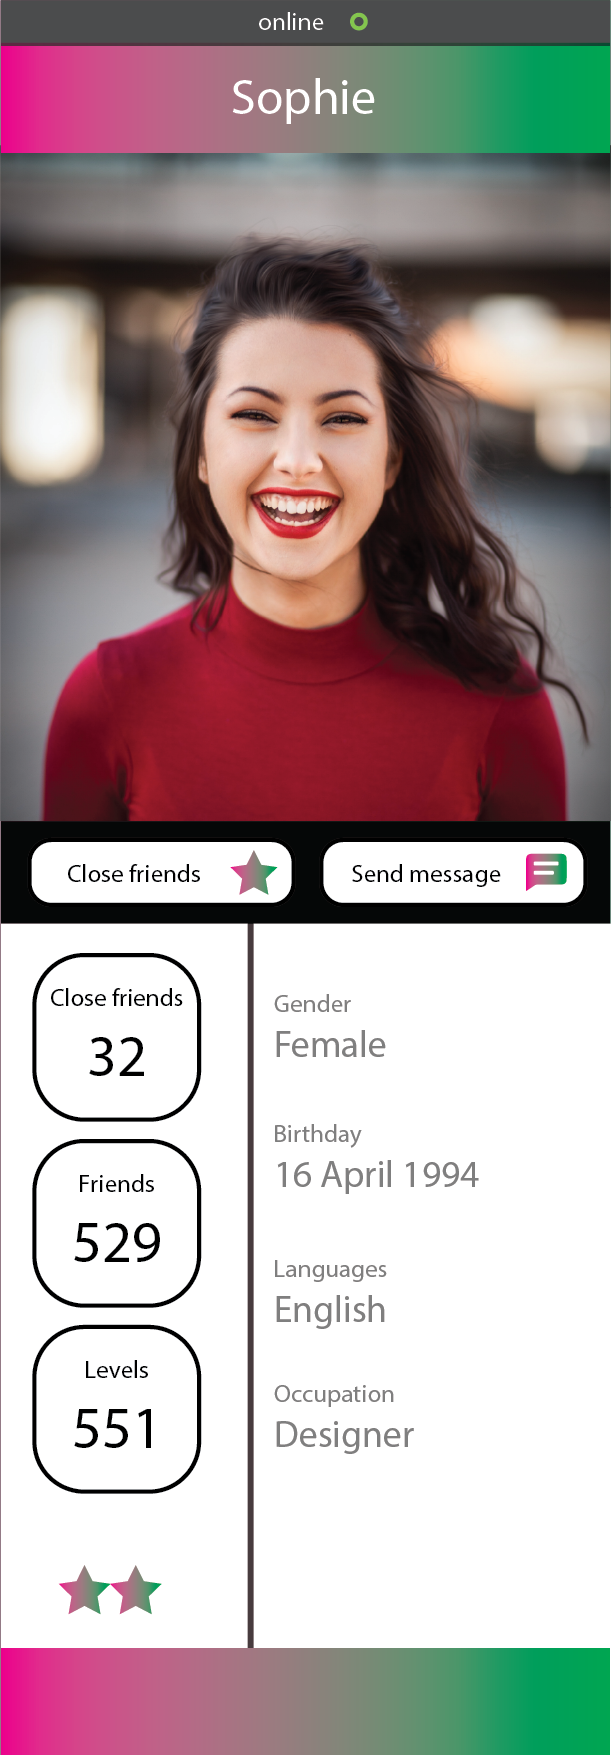 online
Sophie
Close friends
Send message
Close friends
32
Friends
529
Levels
551
Gender
Female
Birthday
16 April 1994
Languages
English
Occupation
Designer